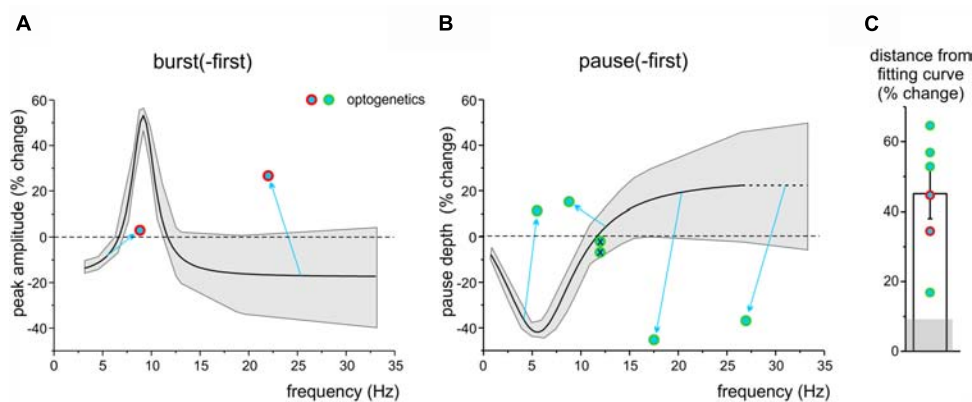 A
burst(-first)
optogenetics
peak amplitude (% change)
60
40
20
0
-20
-40
0
5
10
15
20
25
30
35
frequency (Hz)
B
pause(-first)
pause depth (% change)
60
40
20
0
-20
-40
0
5
10
15
20
25
30
35
frequency (Hz)
C
distance from
fitting curve
(% change)
60
40
20
0